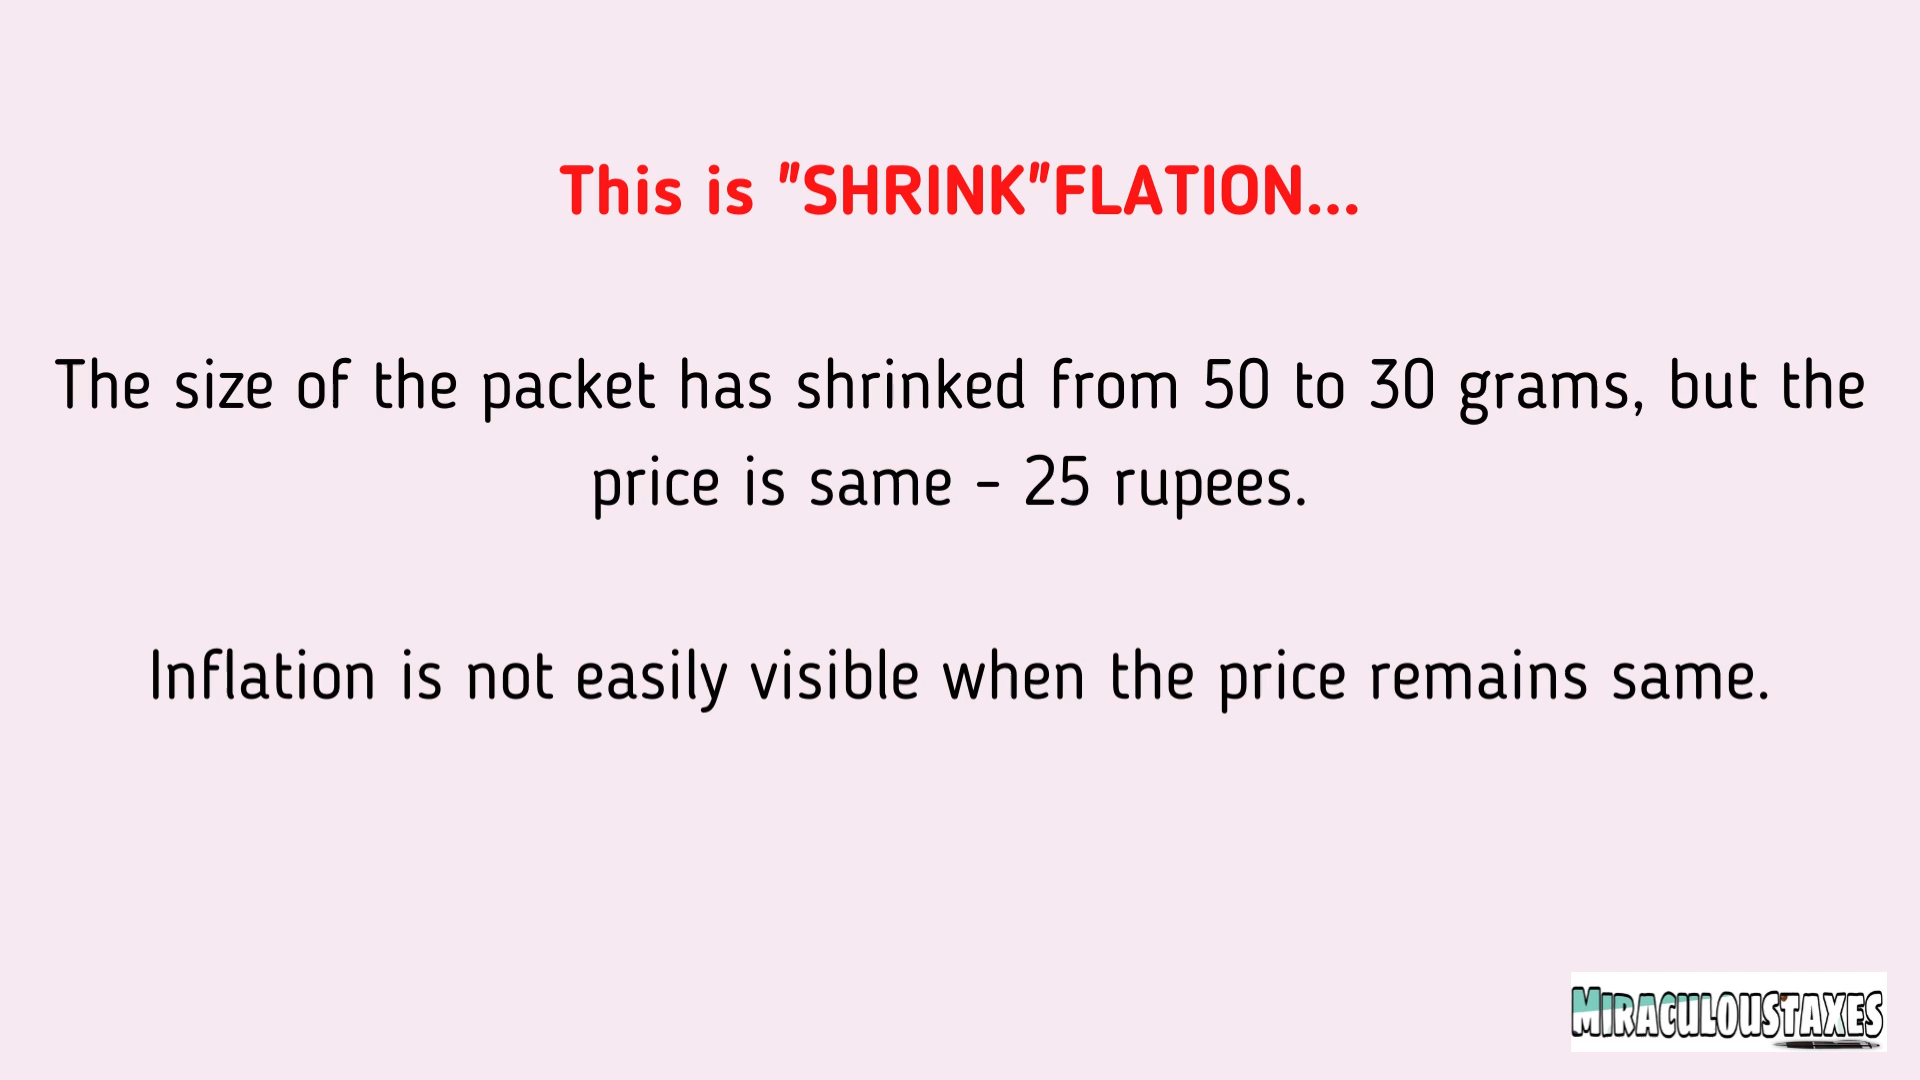 This is "SHRINK"FLATION...
The size of the packet has shrinked from 50 to 30 grams, but the
price is same - 25 rupees.
Inflation is not easily visible when the price remains same.
MIRACULOUSTAXES